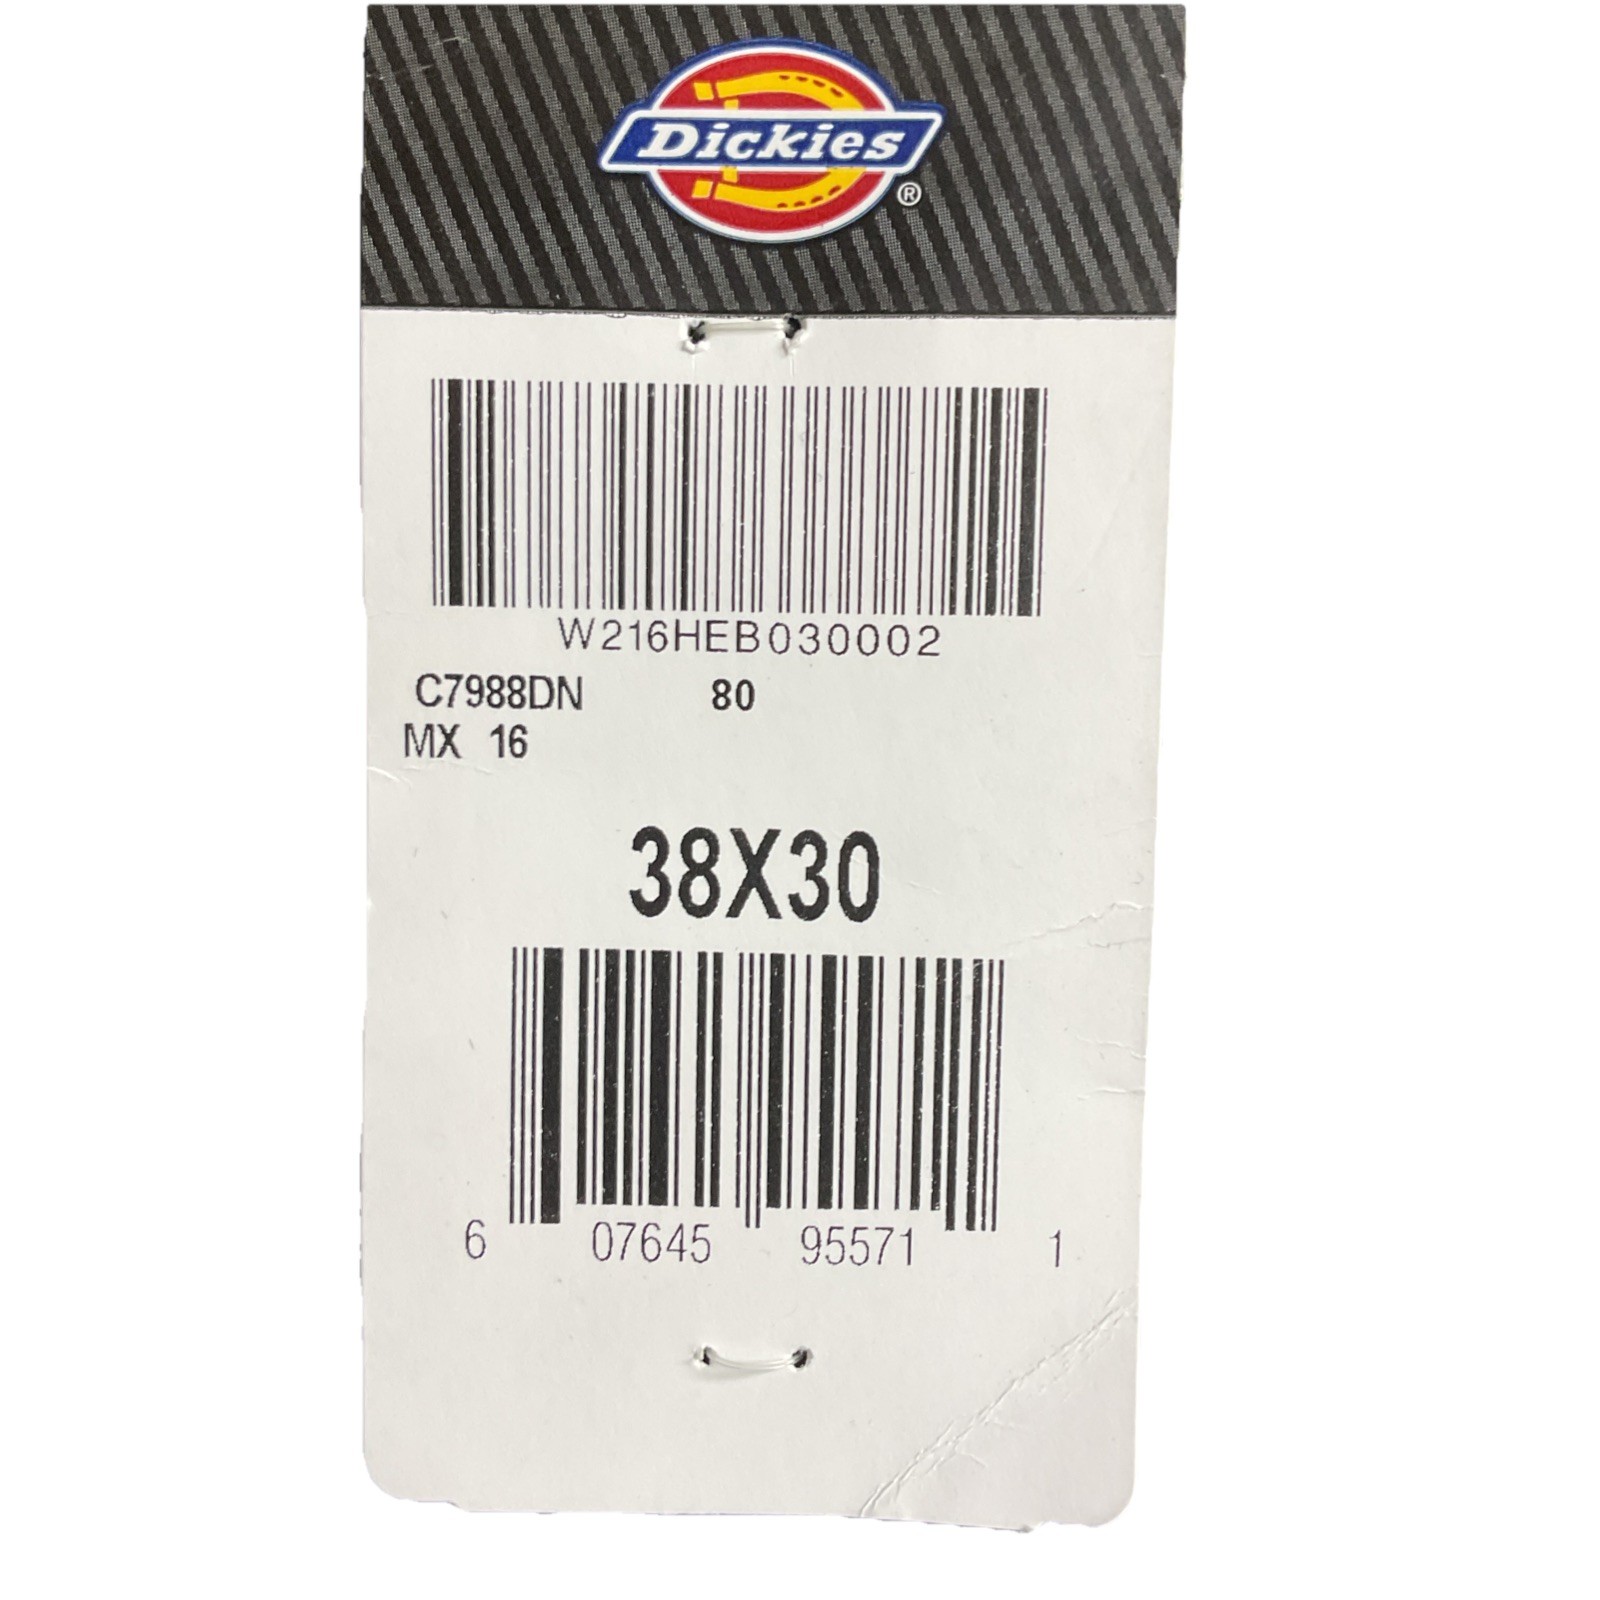 Dickies®
W216HEB030002
C7988DN 80
MX 16
38X30
6 07645 95571 1